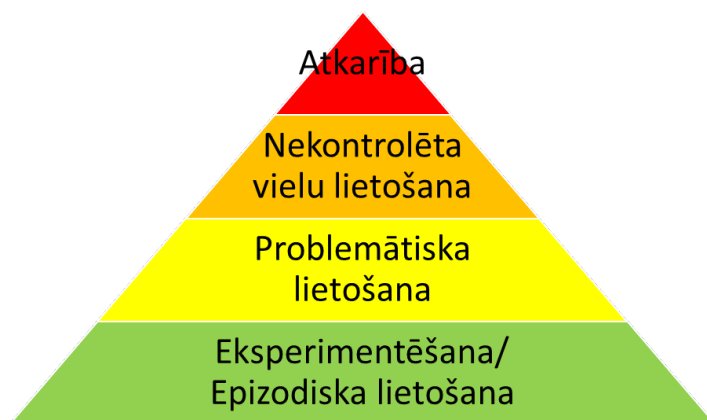 Atkarība
Nekontrolēta
vielu lietošana
Problemātiska
lietošana
Eksperimentēšana/
Epizodiska lietošana